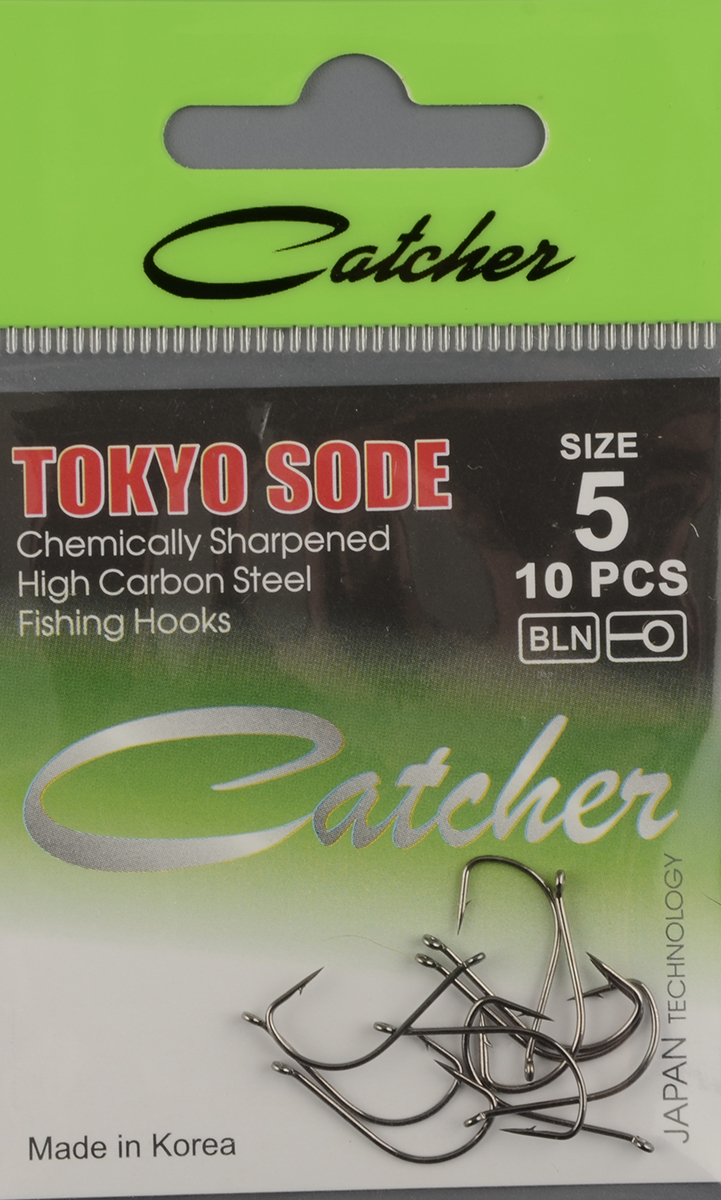 Catcher
TOKYO SODE
Chemically Sharpened
High Carbon Steel
Fishing Hooks
SIZE
5
10 PCS
BLN
Catcher
JAPAN TECHNOLOGY
Made in Korea